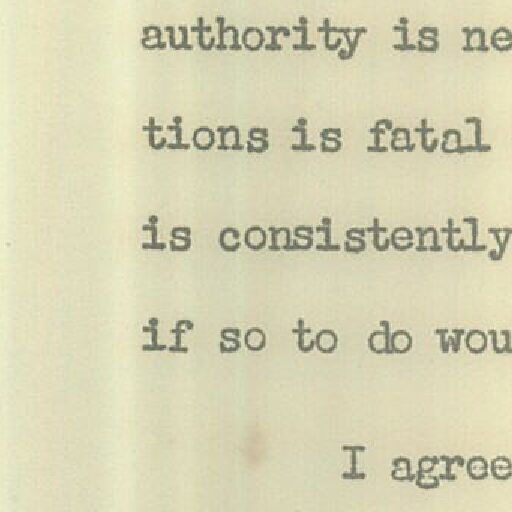 authority is ne
tions is fatal
is consistently
if so to do wou
I agree